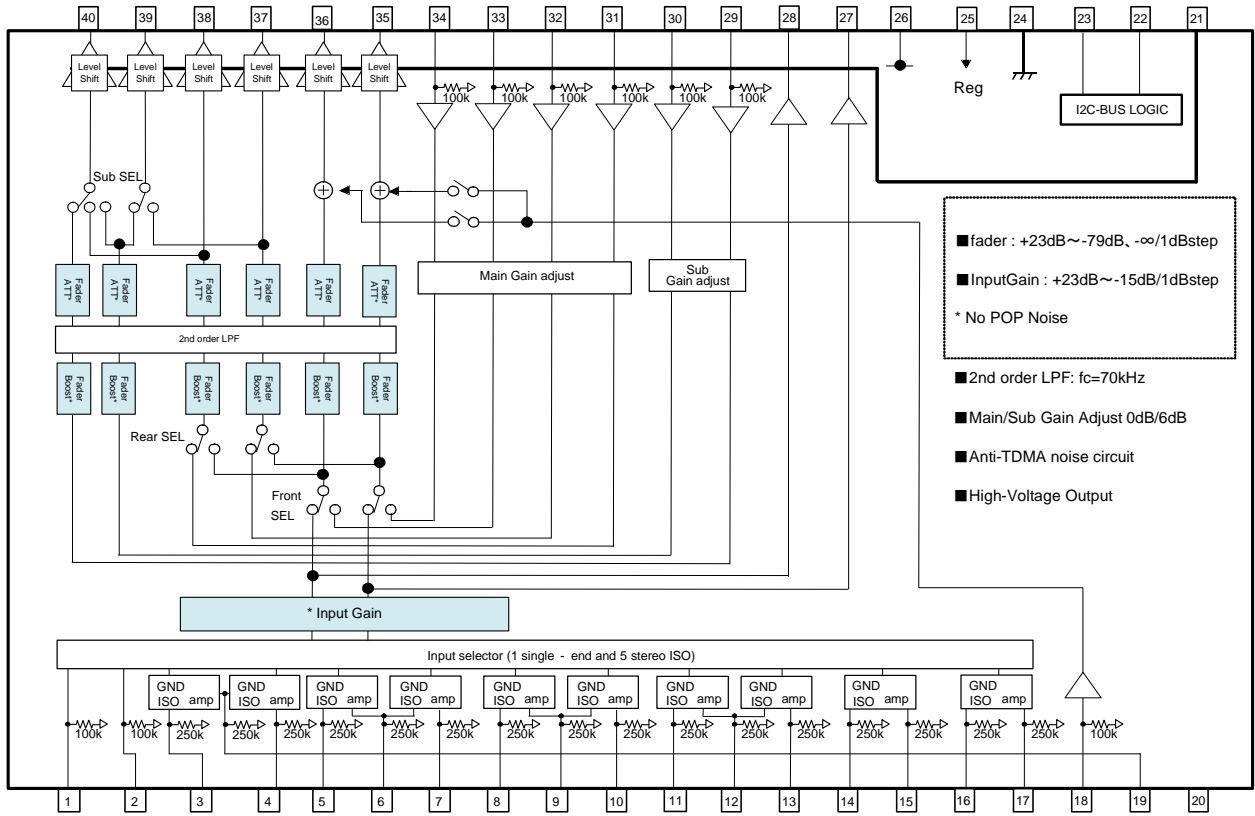 40 39 38 37 36 35 34 33 32 31 30 29 28 27 26 25 24 23 22 21
Level Shift
Level Shift
Level Shift
Level Shift
Level Shift
Level Shift
100k 100k 100k 100k 100k 100k
Reg
I2C-BUS LOGIC
Sub SEL
■fader : +23dB～-79dB、-∞/1dBstep
■InputGain : +23dB～-15dB/1dBstep
* No POP Noise
Fader ATT*
Fader ATT*
Fader ATT*
Fader ATT*
Fader ATT*
Fader ATT*
Main Gain adjust
Sub
Gain adjust
2nd order LPF
Fader Boost*
Fader Boost*
Fader Boost*
Fader Boost*
Fader Boost*
Fader Boost*
■2nd order LPF: fc=70kHz
■Main/Sub Gain Adjust 0dB/6dB
■Anti-TDMA noise circuit
■High-Voltage Output
Rear SEL
Front
SEL
* Input Gain
Input selector (1 single - end and 5 stereo ISO)
GND ISO amp
GND ISO amp
GND ISO amp
GND ISO amp
GND ISO amp
GND ISO amp
GND ISO amp
GND ISO amp
GND ISO amp
GND ISO amp
100k 100k 250k 250k 250k 250k 250k 250k 250k 250k 250k 250k 250k 250k 250k 250k 250k 250k 100k
1 2 3 4 5 6 7 8 9 10 11 12 13 14 15 16 17 18 19 20